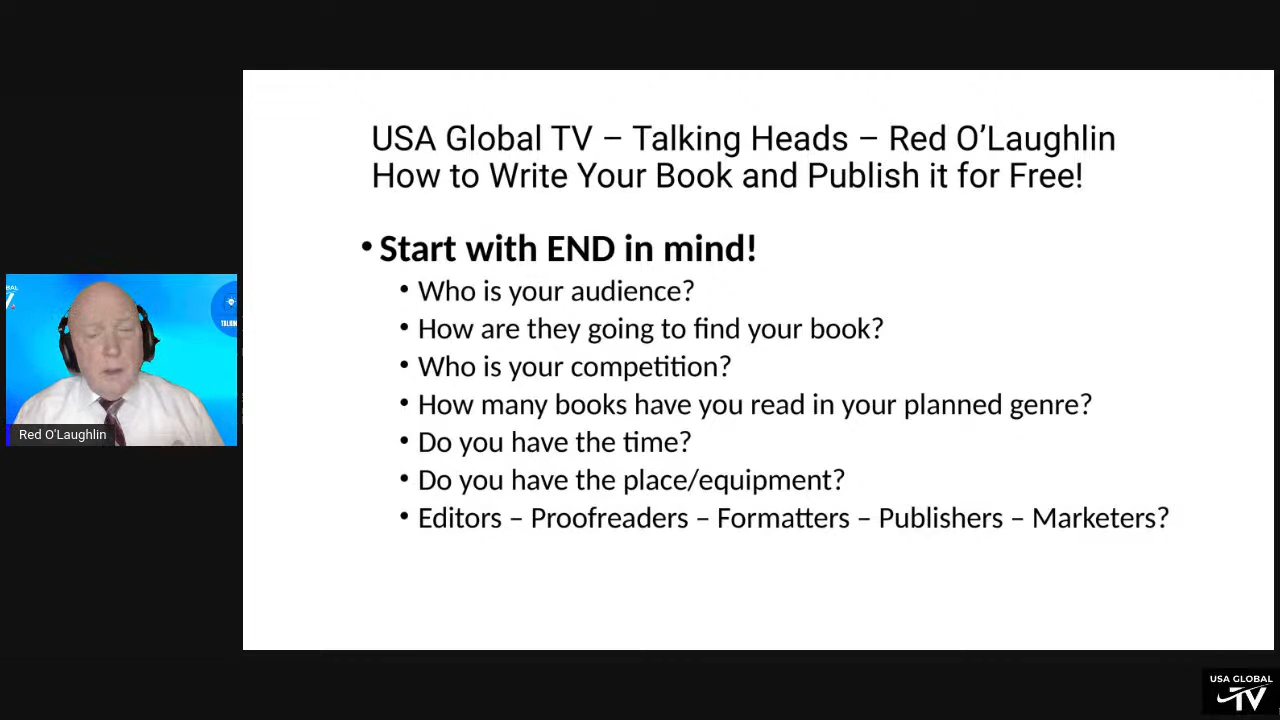 USA Global TV – Talking Heads – Red O’Laughlin
How to Write Your Book and Publish it for Free!
• Start with END in mind!
• Who is your audience?
• How are they going to find your book?
• Who is your competition?
• How many books have you read in your planned genre?
• Do you have the time?
• Do you have the place/equipment?
• Editors – Proofreaders – Formatters – Publishers – Marketers?
Red O'Laughlin
USA GLOBAL
TV